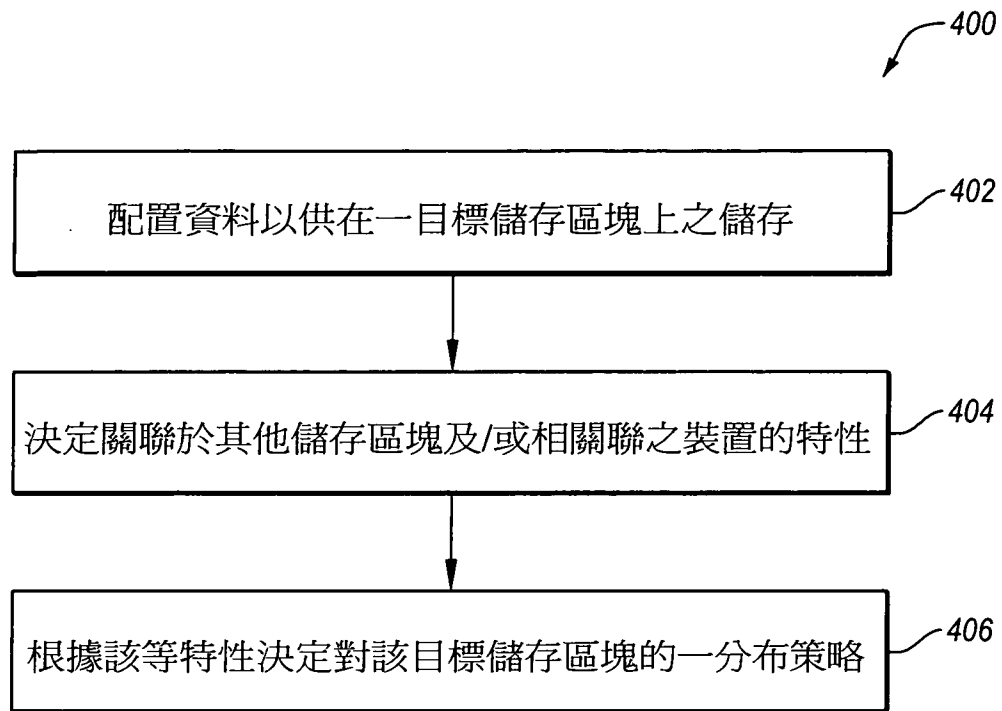 400
配置資料以供在一目標儲存區塊上之儲存
402
決定關聯於其他儲存區塊及/或相關聯之裝置的特性
404
根據該等特性決定對該目標儲存區塊的一分布策略
406